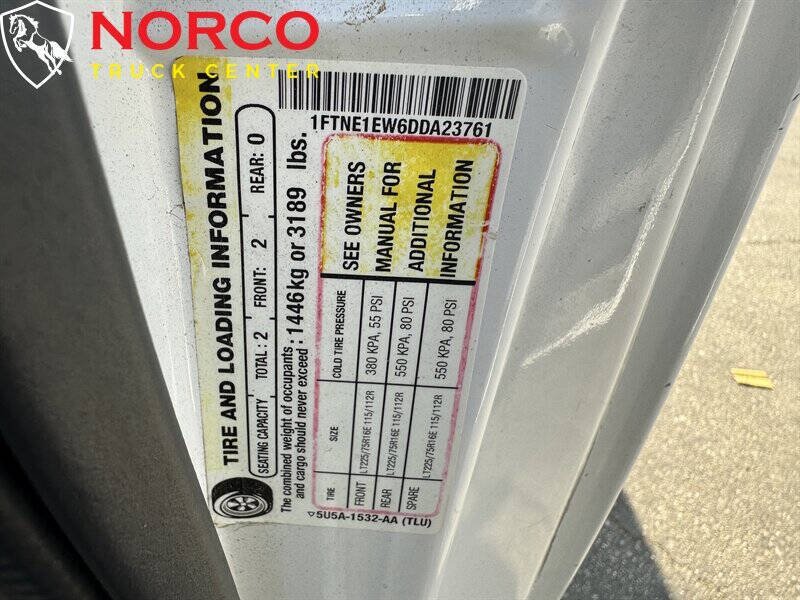 NORCO
TRUCK CENTER
1FTNE1EW6DDA23761
TIRE AND LOADING INFORMATION
SEATING CAPACITY TOTAL: 2 FRONT: 2 REAR: 0
The combined weight of occupants
and cargo should never exceed : 1446kg or 3189 lbs.
TIRE SIZE COLD TIRE PRESSURE
FRONT LT225/75R16E 115/112R 380 KPA, 55 PSI
REAR LT225/75R16E 115/112R 550 KPA, 80 PSI
SPARE LT225/75R16E 115/112R 550 KPA, 80 PSI
SEE OWNERS
MANUAL FOR
ADDITIONAL
INFORMATION
5U5A-1532-AA (TLU)